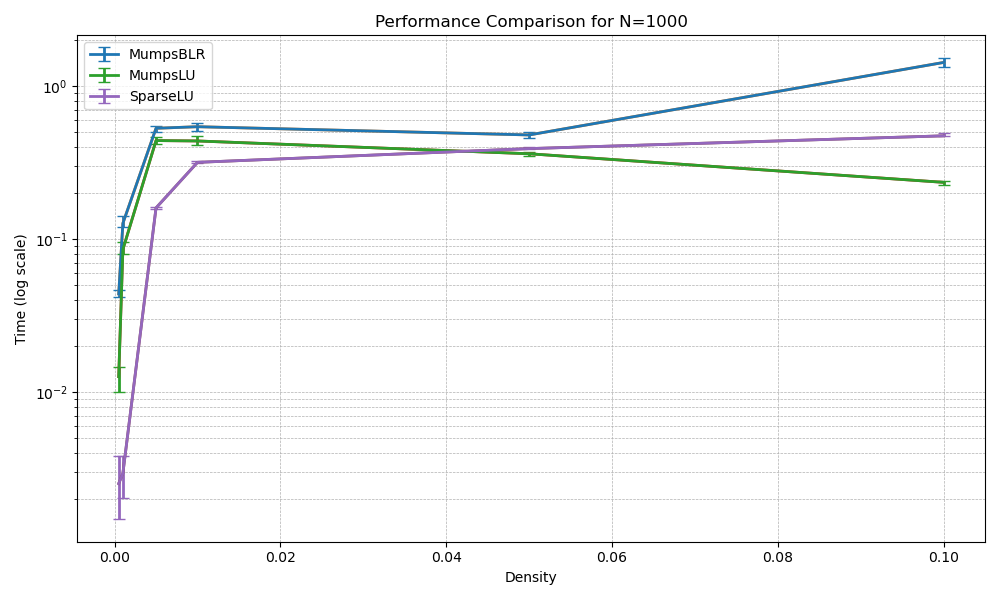 Performance Comparison for N=1000
MumpsBLR
MumpsLU
SparseLU
Time (log scale)
10⁰
10⁻¹
10⁻²
0.00 0.02 0.04 0.06 0.08 0.10
Density